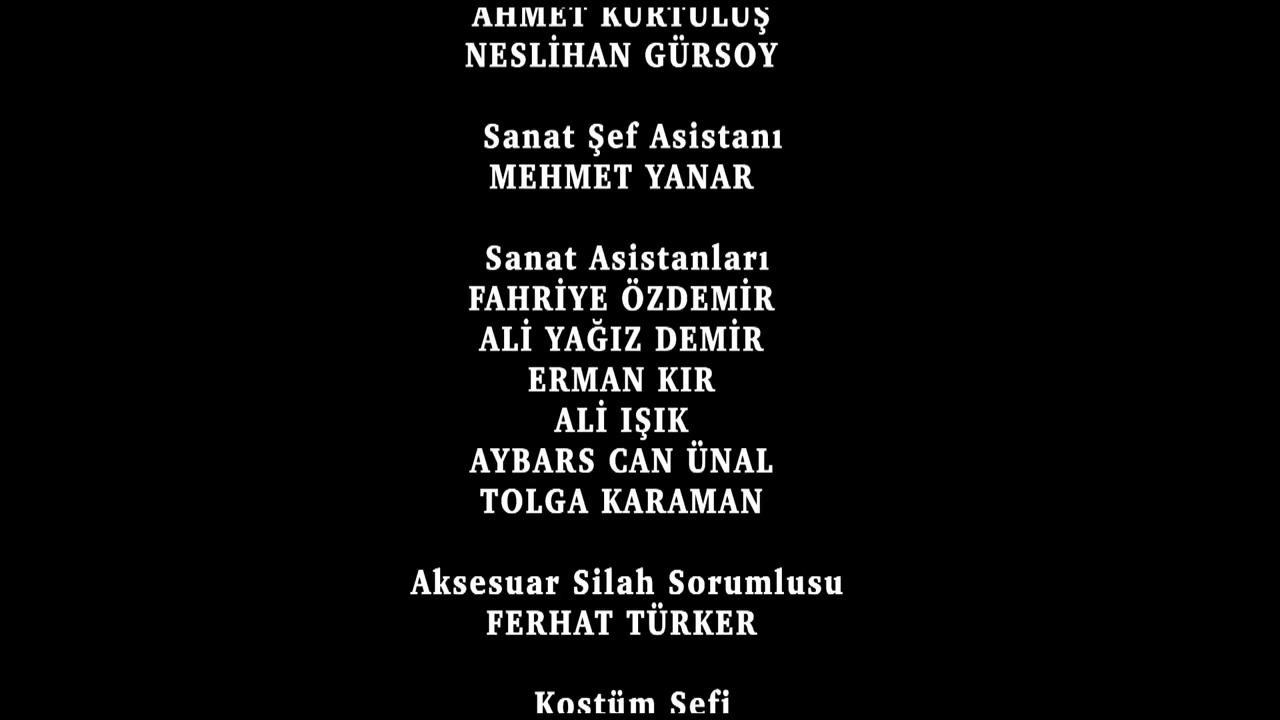 AHMET KURTULUŞ
NESLİHAN GÜRSOY
Sanat Şef Asistanı
MEHMET YANAR
Sanat Asistanları
FAHRİYE ÖZDEMİR
ALİ YAĞIZ DEMİR
ERMAN KIR
ALİ IŞIK
AYBARS CAN ÜNAL
TOLGA KARAMAN
Aksesuar Silah Sorumlusu
FERHAT TÜRKER
Kostüm Şefi